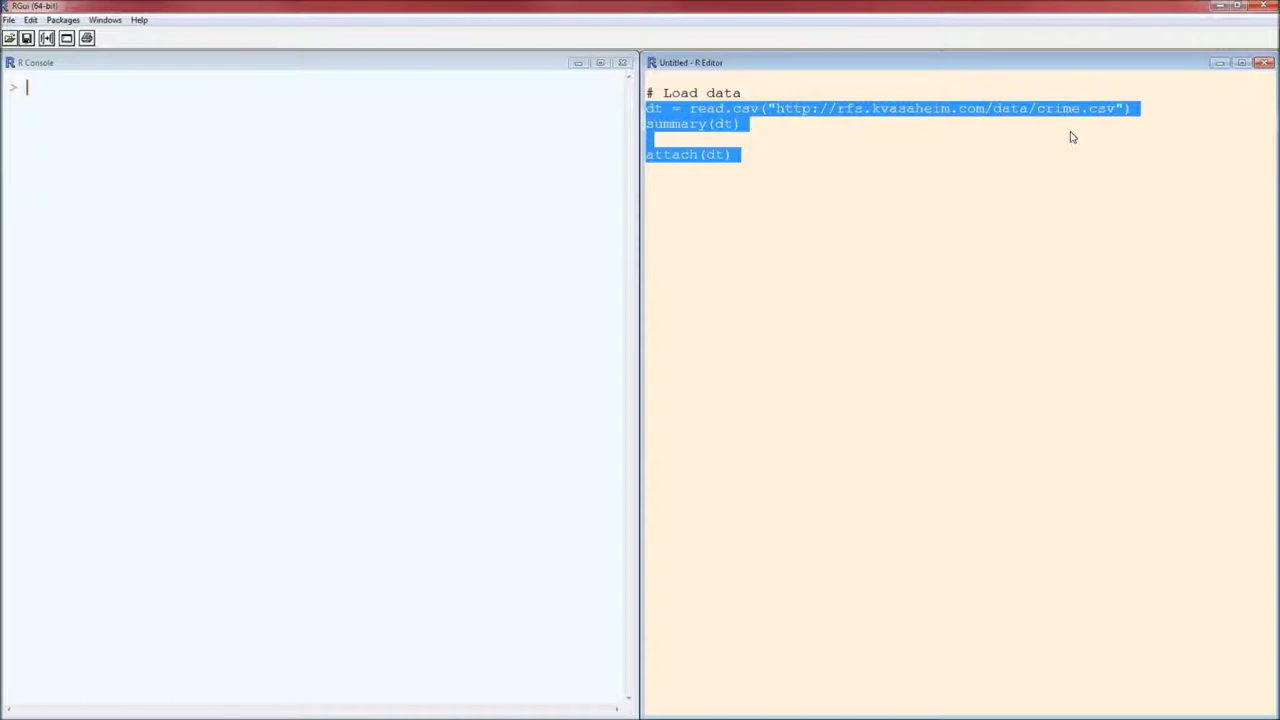 RGui (64-bit)
File Edit Packages Windows Help
R Console
>
Untitled - R Editor
# Load data
dt = read.csv("http://rfs.kvasaheim.com/data/crime.csv")
summary(dt)
attach(dt)